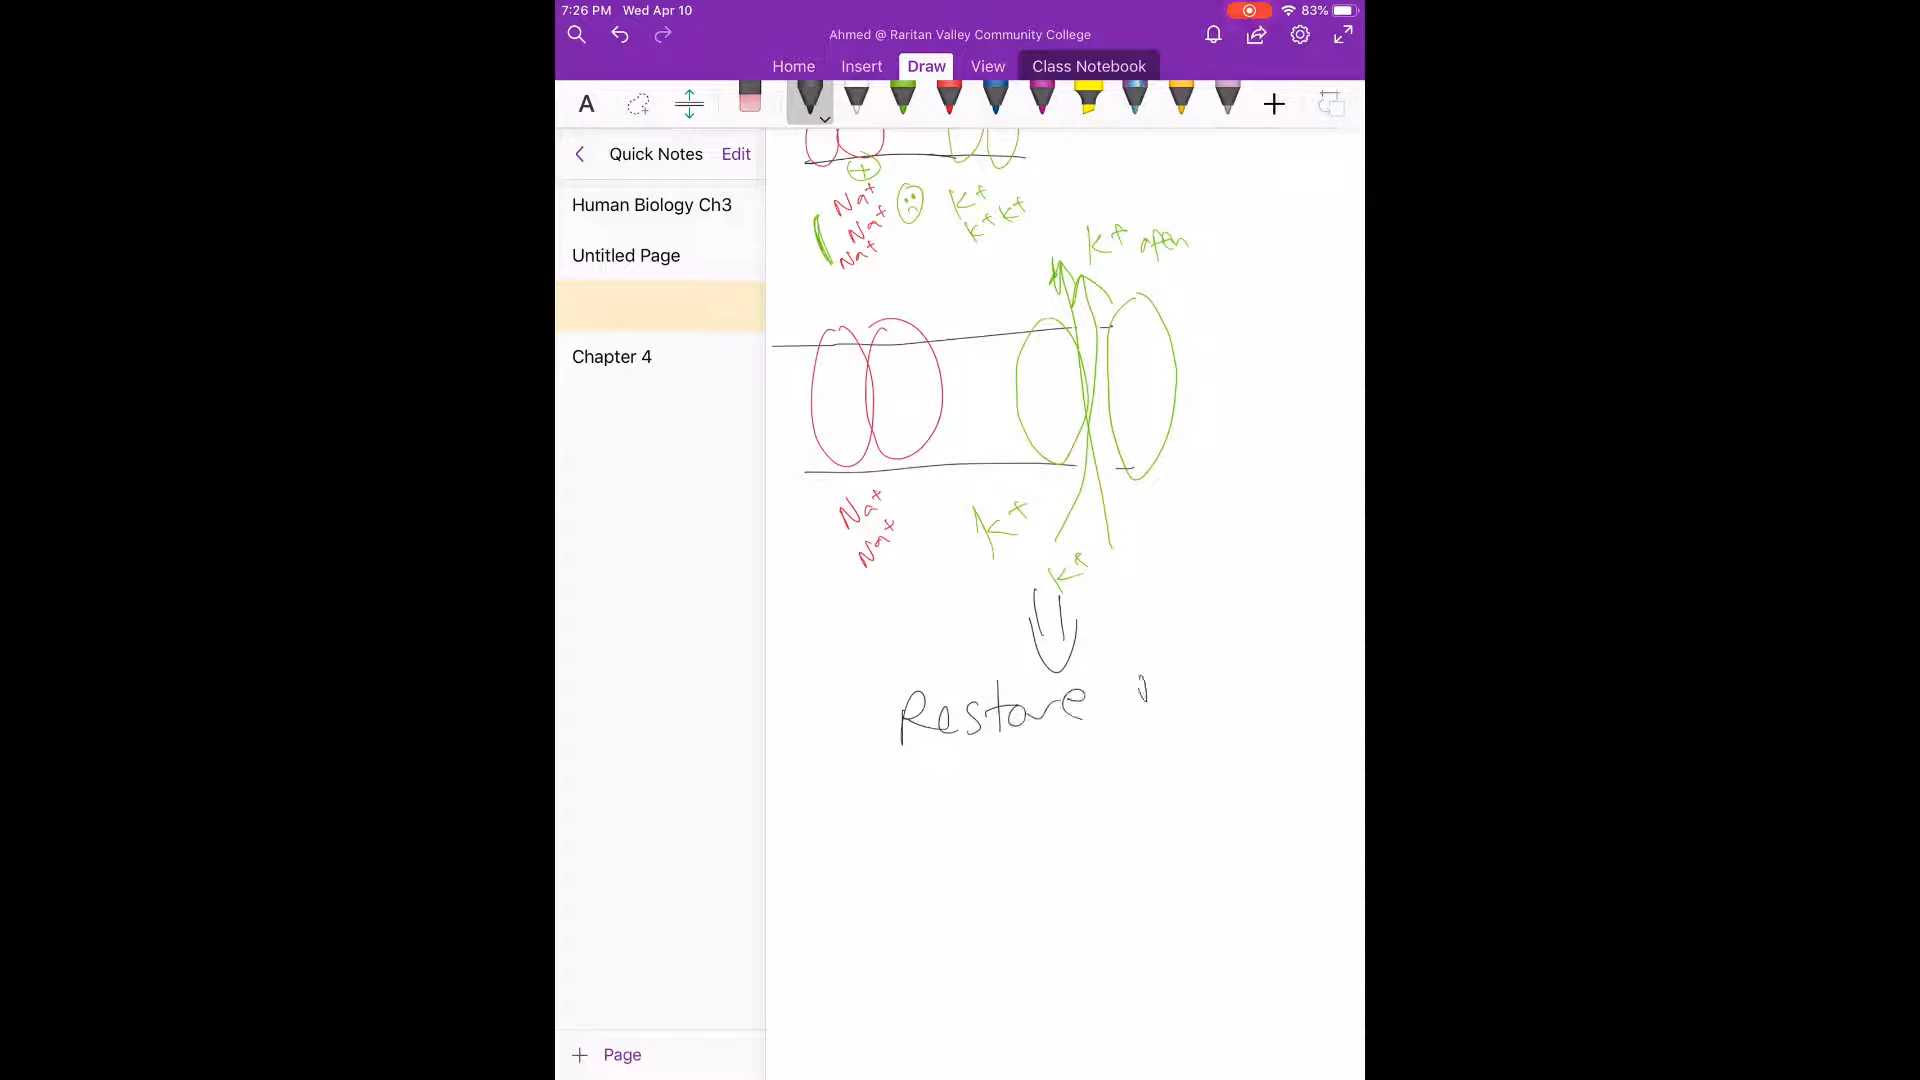 7:26 PM Wed Apr 10 83%
Ahmed @ Raritan Valley Community College
Home Insert Draw View Class Notebook
A
Quick Notes Edit
Human Biology Ch3
Untitled Page
Chapter 4
+ Page
+
Na+ K+
Na+ K+ K+
Na+
K+
Na+ K+
Na+
K+
Restore